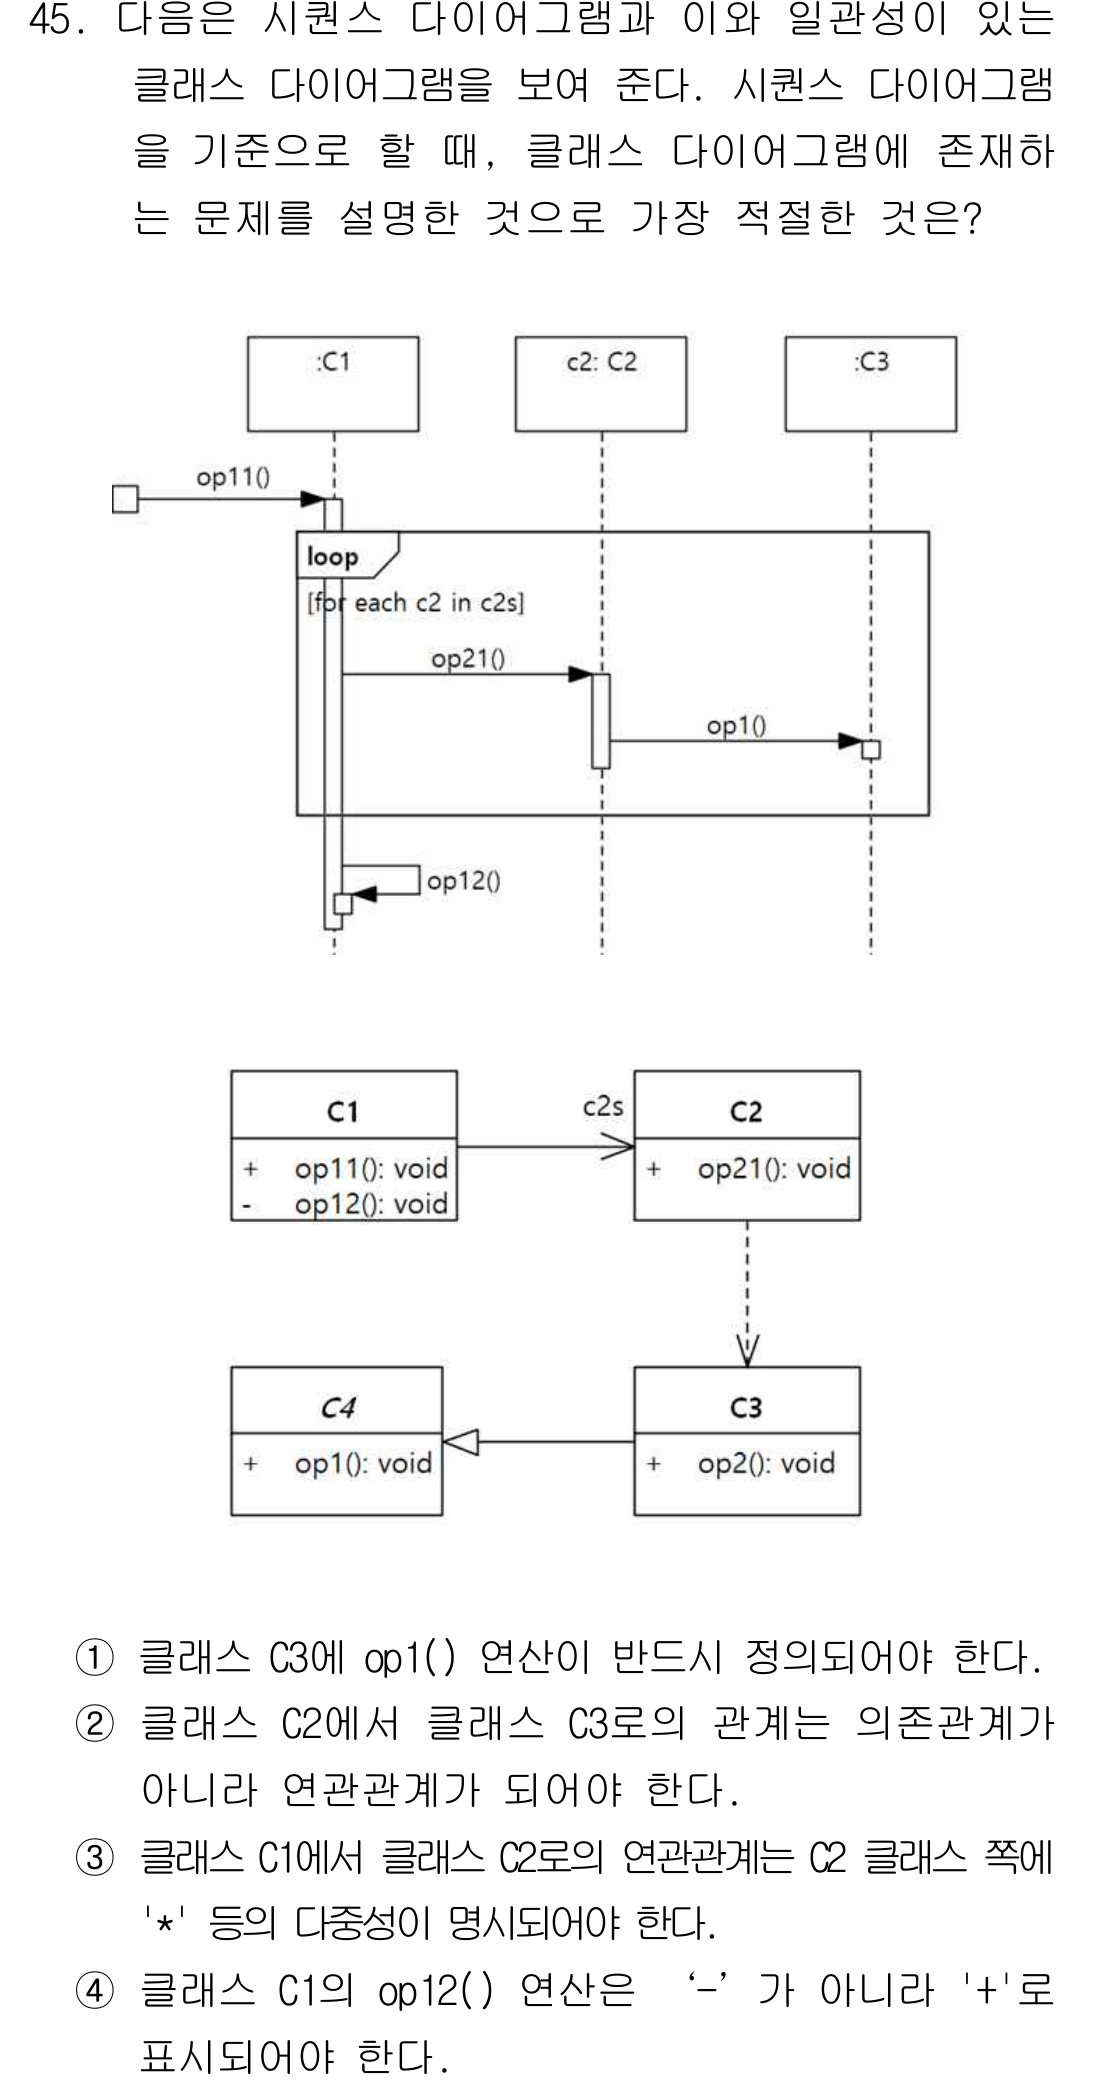 45. 다음은 시퀀스 다이어그램과 이와 일관성이 있는
클래스 다이어그램을 보여 준다. 시퀀스 다이어그램
을 기준으로 할 때, 클래스 다이어그램에 존재하
는 문제를 설명한 것으로 가장 적절한 것은?
:C1
c2: C2
:C3
op11()
loop
[for each c2 in c2s]
op21()
op1()
op12()
C1
+ op11(): void
- op12(): void
c2s
C2
+ op21(): void
C4
+ op1(): void
C3
+ op2(): void
① 클래스 C3에 op1() 연산이 반드시 정의되어야 한다.
② 클래스 C2에서 클래스 C3로의 관계는 의존관계가
아니라 연관관계가 되어야 한다.
③ 클래스 C1에서 클래스 C2로의 연관관계는 C2 클래스 쪽에
'*' 등의 다중성이 명시되어야 한다.
④ 클래스 C1의 op12() 연산은 ‘-’가 아니라 '+'로
표시되어야 한다.